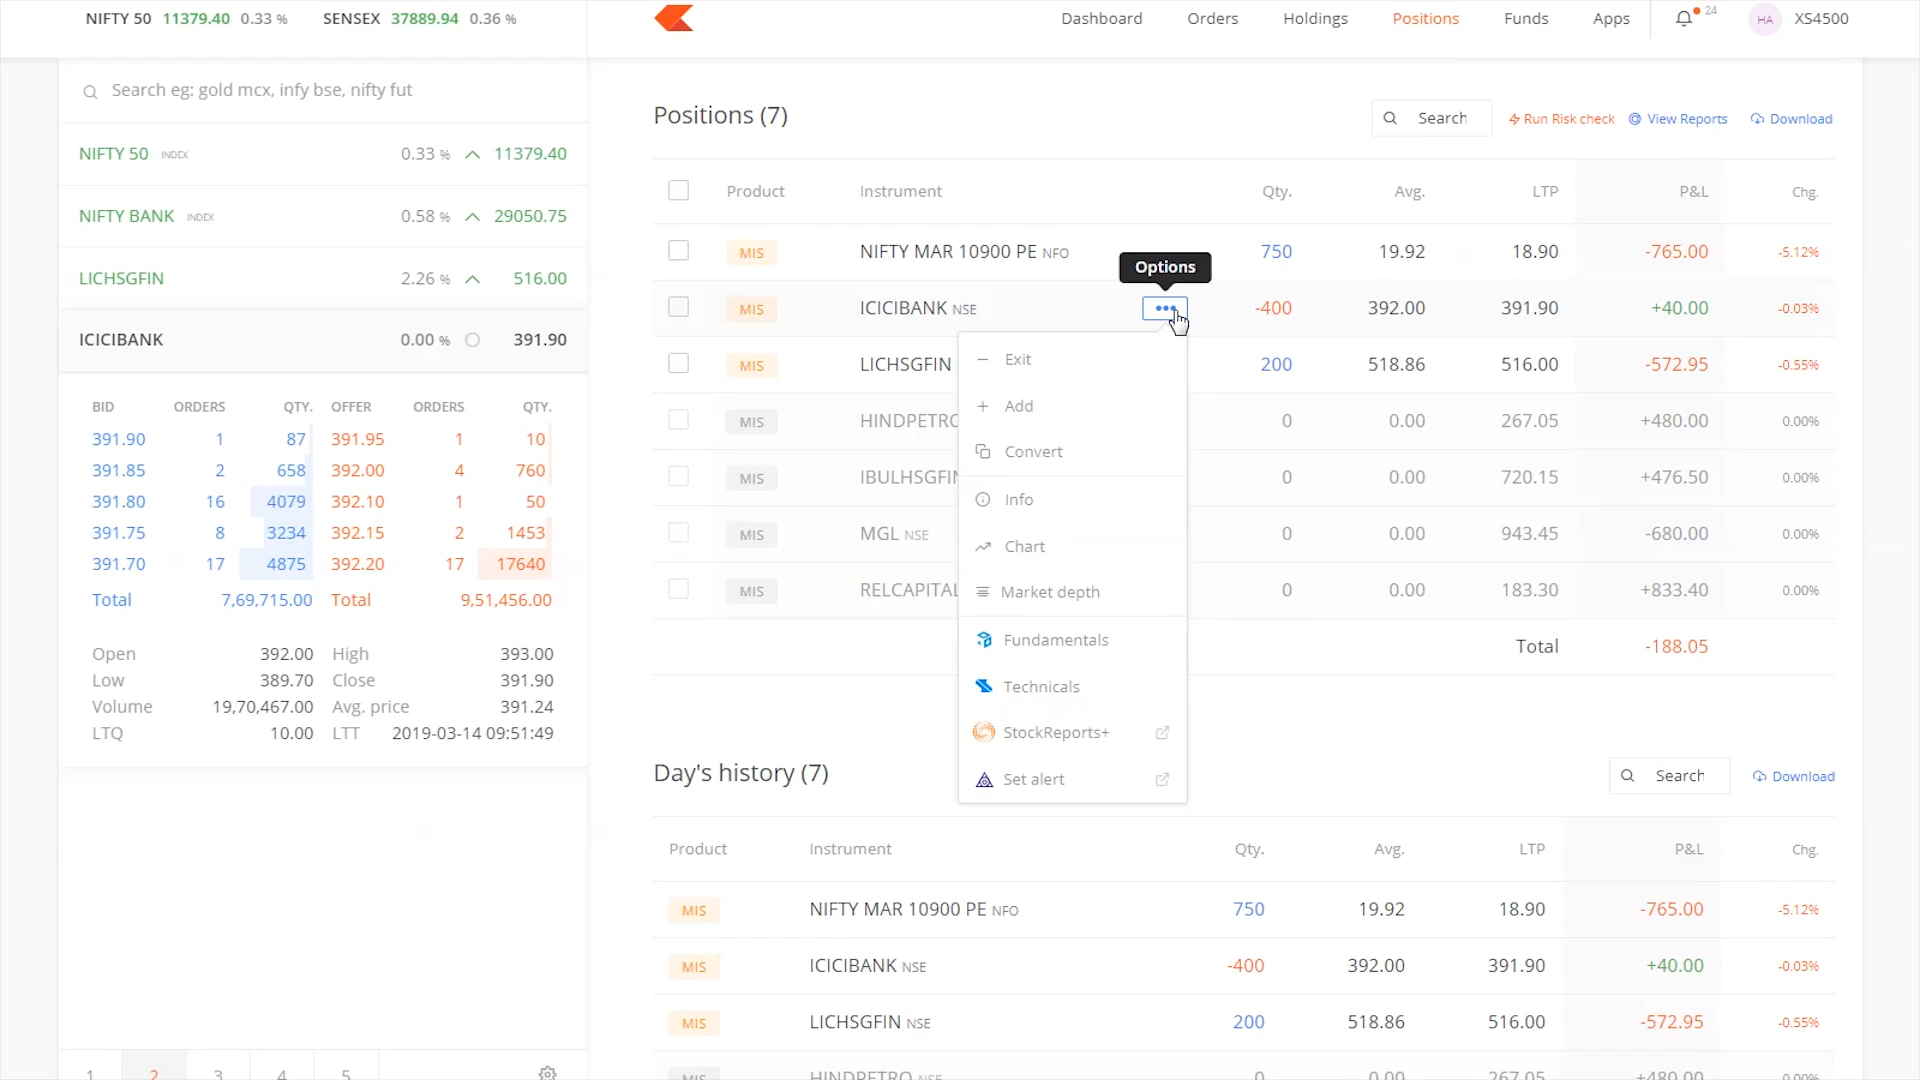 NIFTY 50 11379.40 0.33 % SENSEX 37889.94 0.36 %
Dashboard Orders Holdings Positions Funds Apps 24 HA XS4500
Search eg: gold mcx, infy bse, nifty fut
NIFTY 50 INDEX 0.33 % 11379.40
NIFTY BANK INDEX 0.58 % 29050.75
LICHSGFIN 2.26 % 516.00
ICICIBANK 0.00 % 391.90
BID ORDERS QTY. OFFER ORDERS QTY.
391.90 1 87 391.95 1 10
391.85 2 658 392.00 4 760
391.80 16 4079 392.10 1 50
391.75 8 3234 392.15 2 1453
391.70 17 4875 392.20 17 17640
Total 7,69,715.00 Total 9,51,456.00
Open 392.00 High 393.00
Low 389.70 Close 391.90
Volume 19,70,467.00 Avg. price 391.24
LTQ 10.00 LTT 2019-03-14 09:51:49
1 2 3 4 5
Positions (7) Search Run Risk check View Reports Download
Product Instrument Qty. Avg. LTP P&L Chg.
MIS NIFTY MAR 10900 PE NFO 750 19.92 18.90 -765.00 -5.12%
Options
MIS ICICIBANK NSE -400 392.00 391.90 +40.00 -0.03%
MIS LICHSGFIN 200 518.86 516.00 -572.95 -0.55%
MIS HINDPETRO 0 0.00 267.05 +480.00 0.00%
MIS IBULHSGFIN 0 0.00 720.15 +476.50 0.00%
MIS MGL NSE 0 0.00 943.45 -680.00 0.00%
MIS RELCAPITAL 0 0.00 183.30 +833.40 0.00%
Total -188.05
Exit
Add
Convert
Info
Chart
Market depth
Fundamentals
Technicals
StockReports+
Set alert
Day's history (7) Search Download
Product Instrument Qty. Avg. LTP P&L Chg.
MIS NIFTY MAR 10900 PE NFO 750 19.92 18.90 -765.00 -5.12%
MIS ICICIBANK NSE -400 392.00 391.90 +40.00 -0.03%
MIS LICHSGFIN NSE 200 518.86 516.00 -572.95 -0.55%
MIS HINDPETRO NSE 0 0.00 267.05 +480.00 0.00%